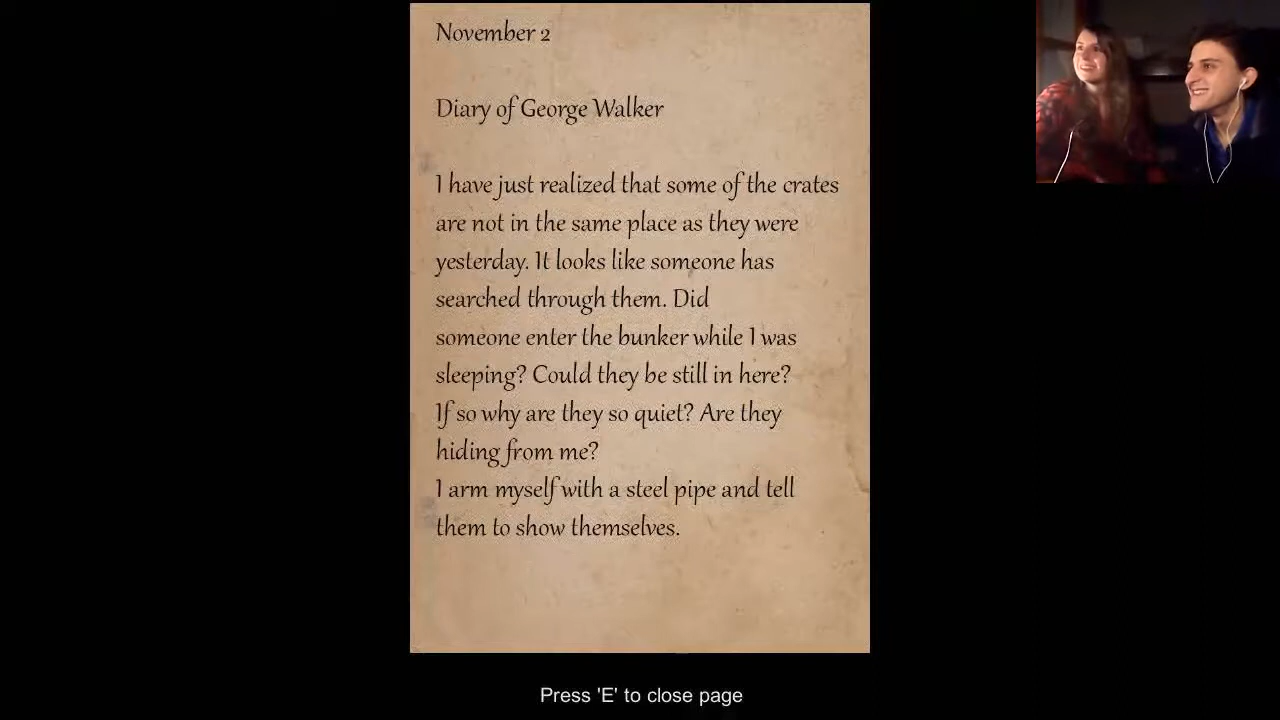 November 2
Diary of George Walker
I have just realized that some of the crates
are not in the same place as they were
yesterday. It looks like someone has
searched through them. Did
someone enter the bunker while I was
sleeping? Could they be still in here?
If so why are they so quiet? Are they
hiding from me?
I arm myself with a steel pipe and tell
them to show themselves.
Press 'E' to close page